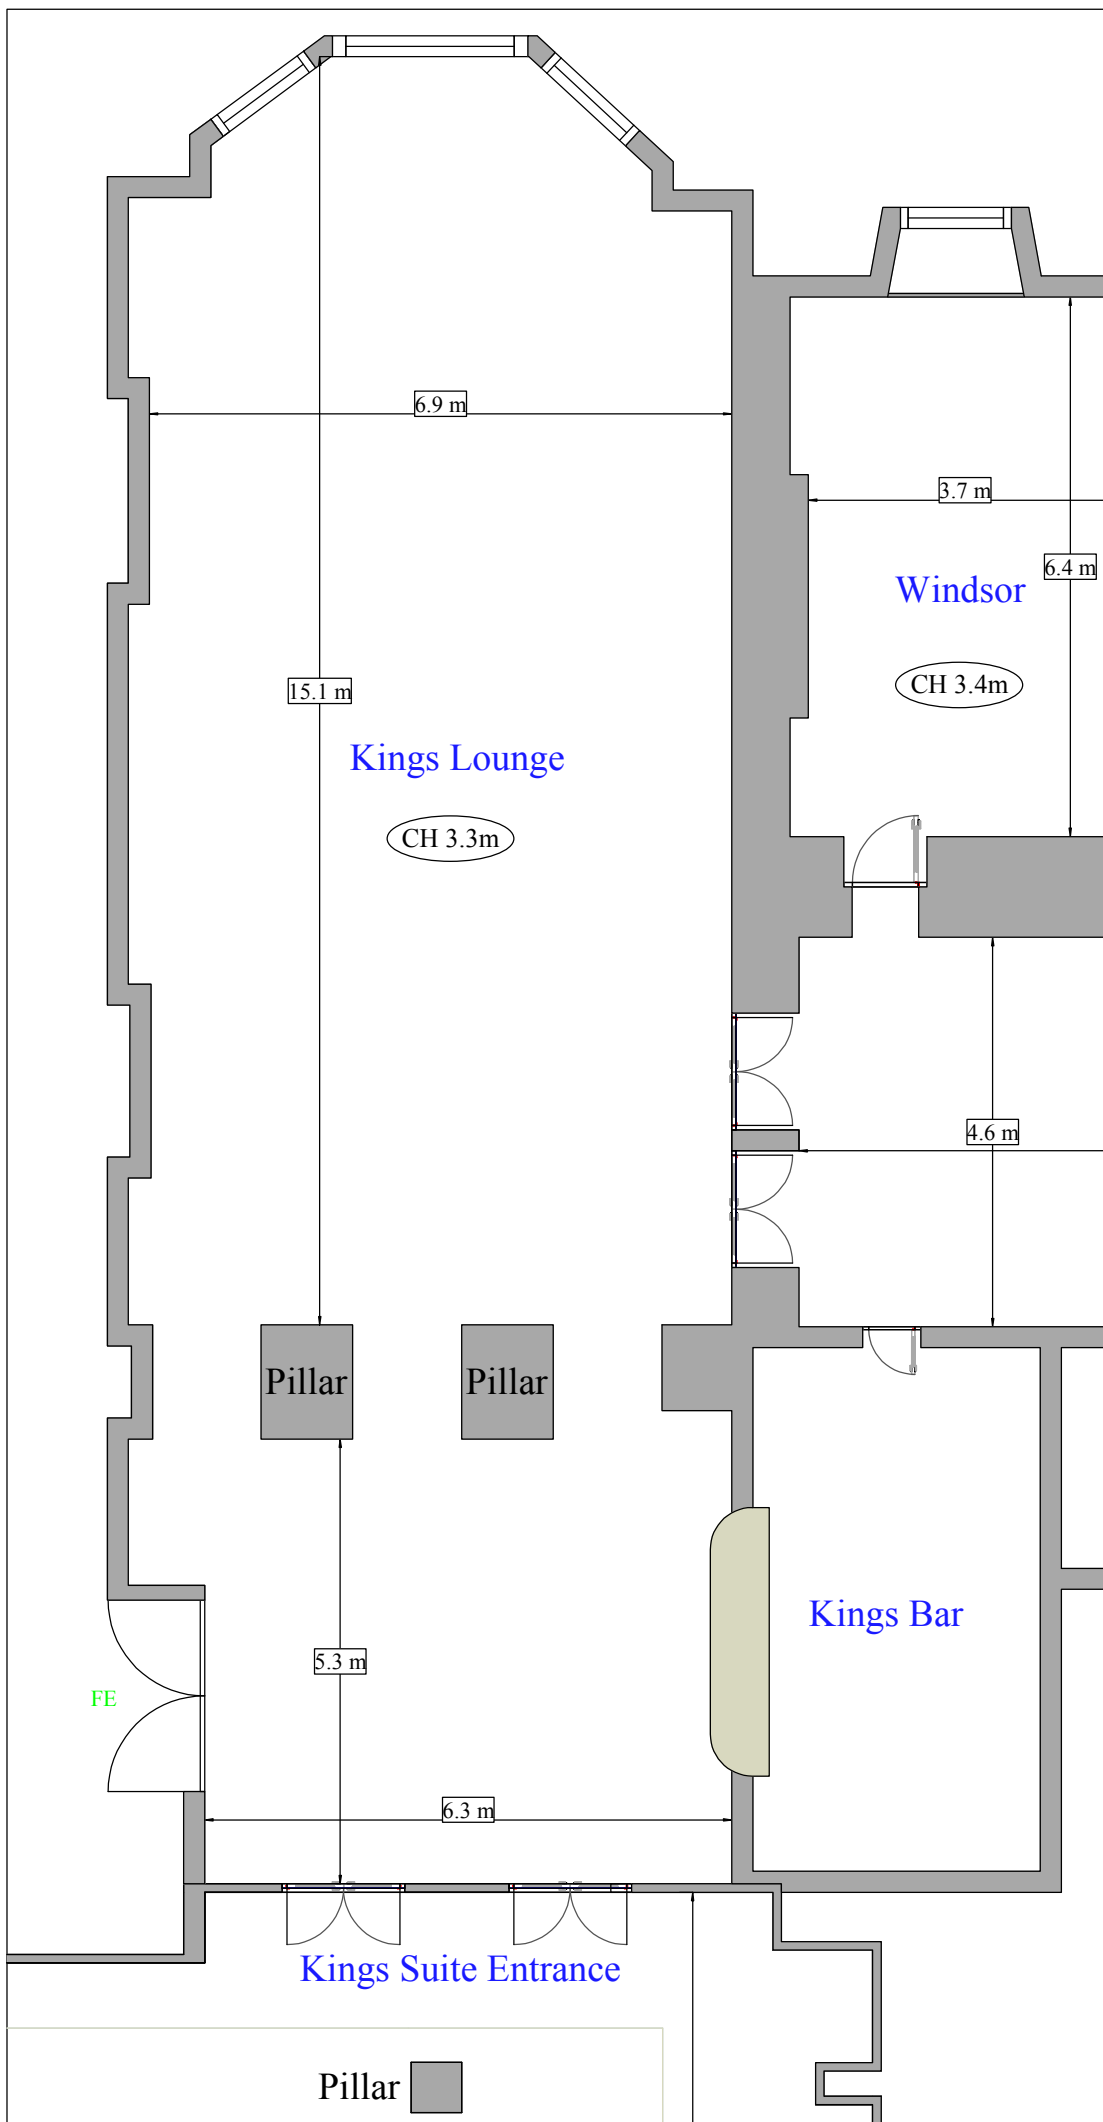 6.9 m
3.7 m
6.4 m
Windsor
CH 3.4m
15.1 m
Kings Lounge
CH 3.3m
4.6 m
Pillar
Pillar
Kings Bar
5.3 m
FE
6.3 m
Kings Suite Entrance
Pillar